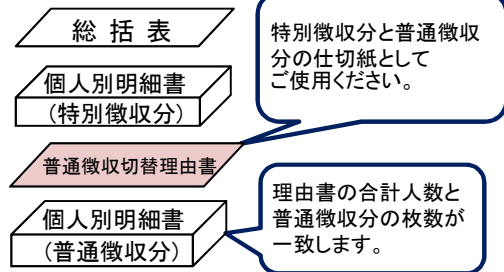 総括表
個人別明細書
(特別徴収分)
普通徴収切替理由書
個人別明細書
(普通徴収分)
特別徴収分と普通徴収
分の仕切紙として
ご使用ください。
理由書の合計人数と
普通徴収分の枚数が
一致します。